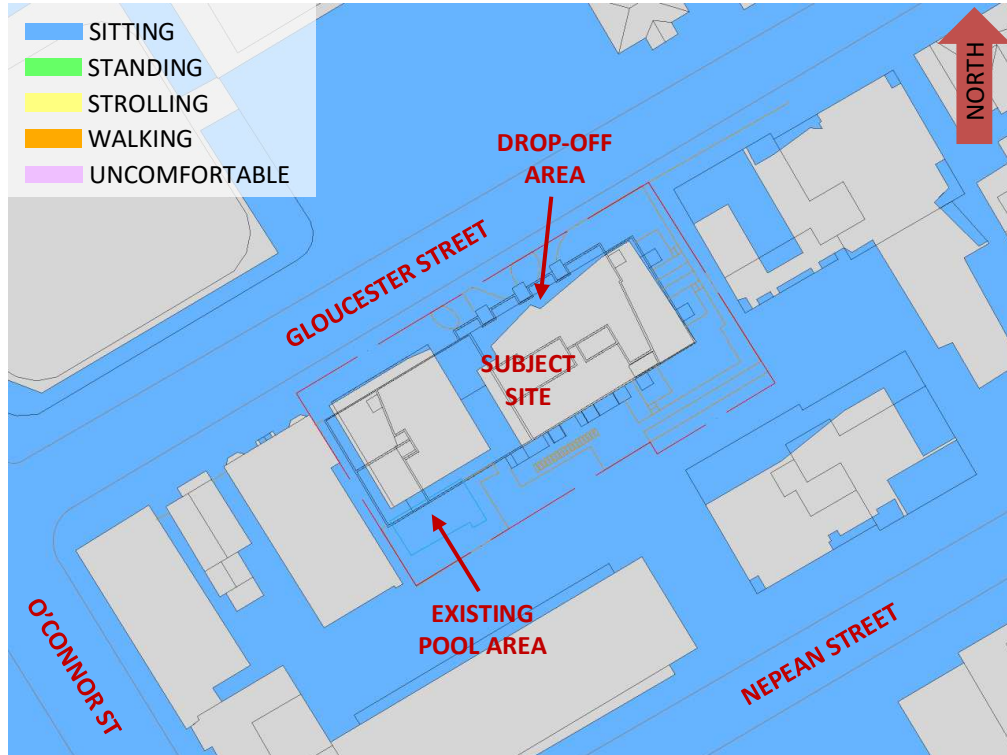 SITTING
STANDING
STROLLING
WALKING
UNCOMFORTABLE
NORTH
DROP-OFF
AREA
GLOUCESTER STREET
SUBJECT
SITE
EXISTING
POOL AREA
O'CONNOR ST
NEPEAN STREET